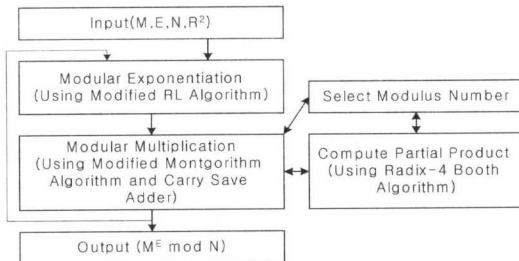 Input(M,E,N,R²)
Modular Exponentiation
(Using Modified RL Algorithm)
Modular Multiplication
(Using Modified Montgorithm
Algorithm and Carry Save
Adder)
Output (Mᴱ mod N)
Select Modulus Number
Compute Partial Product
(Using Radix-4 Booth
Algorithm)